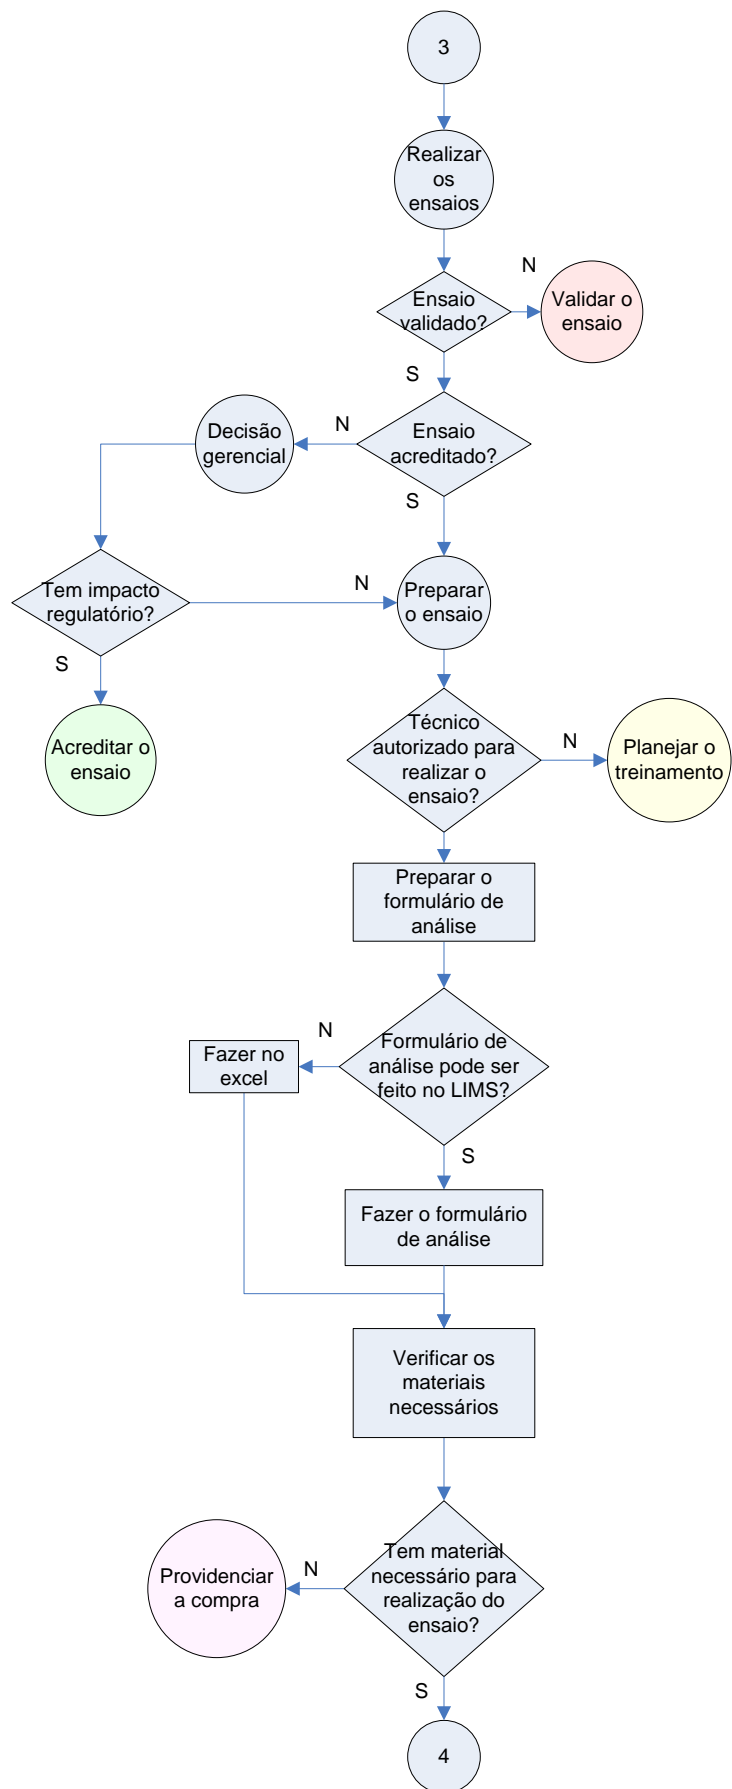 3
Realizar
os
ensaios
N
Ensaio
validado?
Validar o
ensaio
S
Decisão
gerencial
N
Ensaio
acreditado?
S
Tem impacto
regulatório?
N
Preparar
o ensaio
S
Acreditar o
ensaio
Técnico
autorizado para
realizar o
ensaio?
N
Planejar o
treinamento
Preparar o
formulário de
análise
Fazer no
excel
N
Formulário de
análise pode ser
feito no LIMS?
S
Fazer o formulário
de análise
Verificar os
materiais
necessários
Providenciar
a compra
N
Tem material
necessário para
realização do
ensaio?
S
4